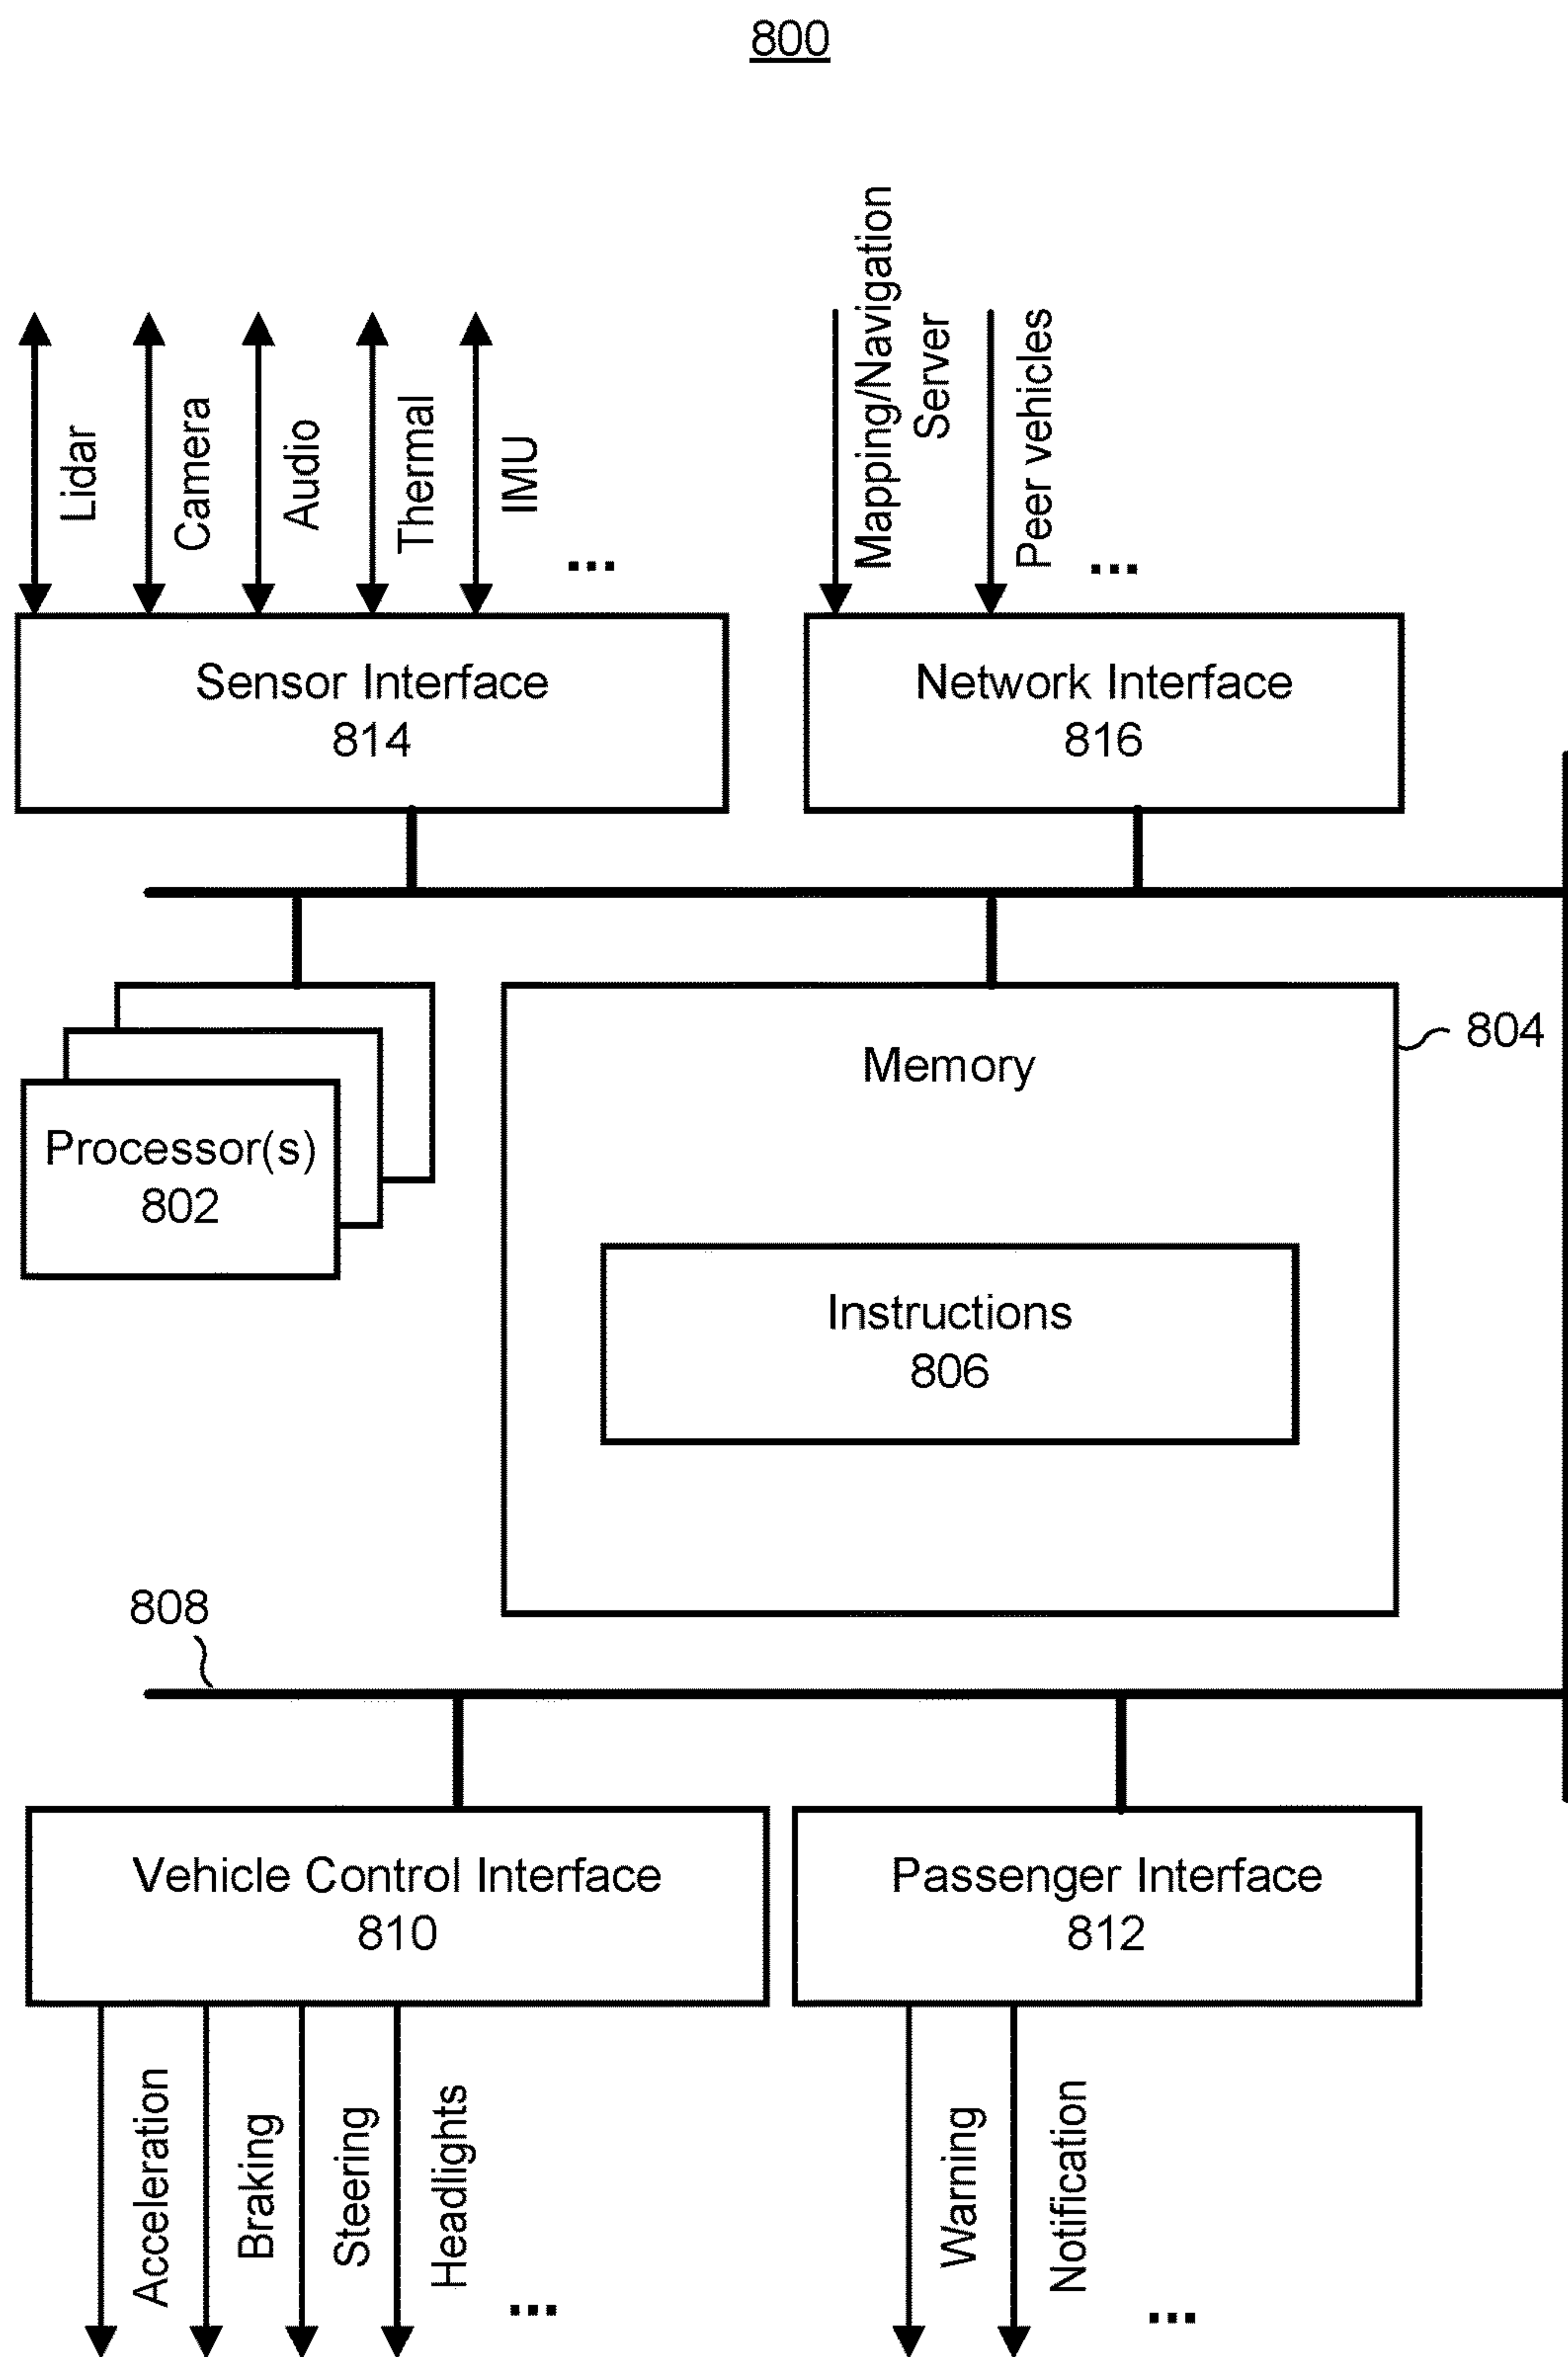 800
Lidar
Camera
Audio
Thermal
IMU
...
Mapping/Navigation
Server
Peer vehicles
...
Sensor Interface
814
Network Interface
816
Processor(s)
802
Memory
804
Instructions
806
808
Vehicle Control Interface
810
Passenger Interface
812
Acceleration
Braking
Steering
Headlights
...
Warning
Notification
...